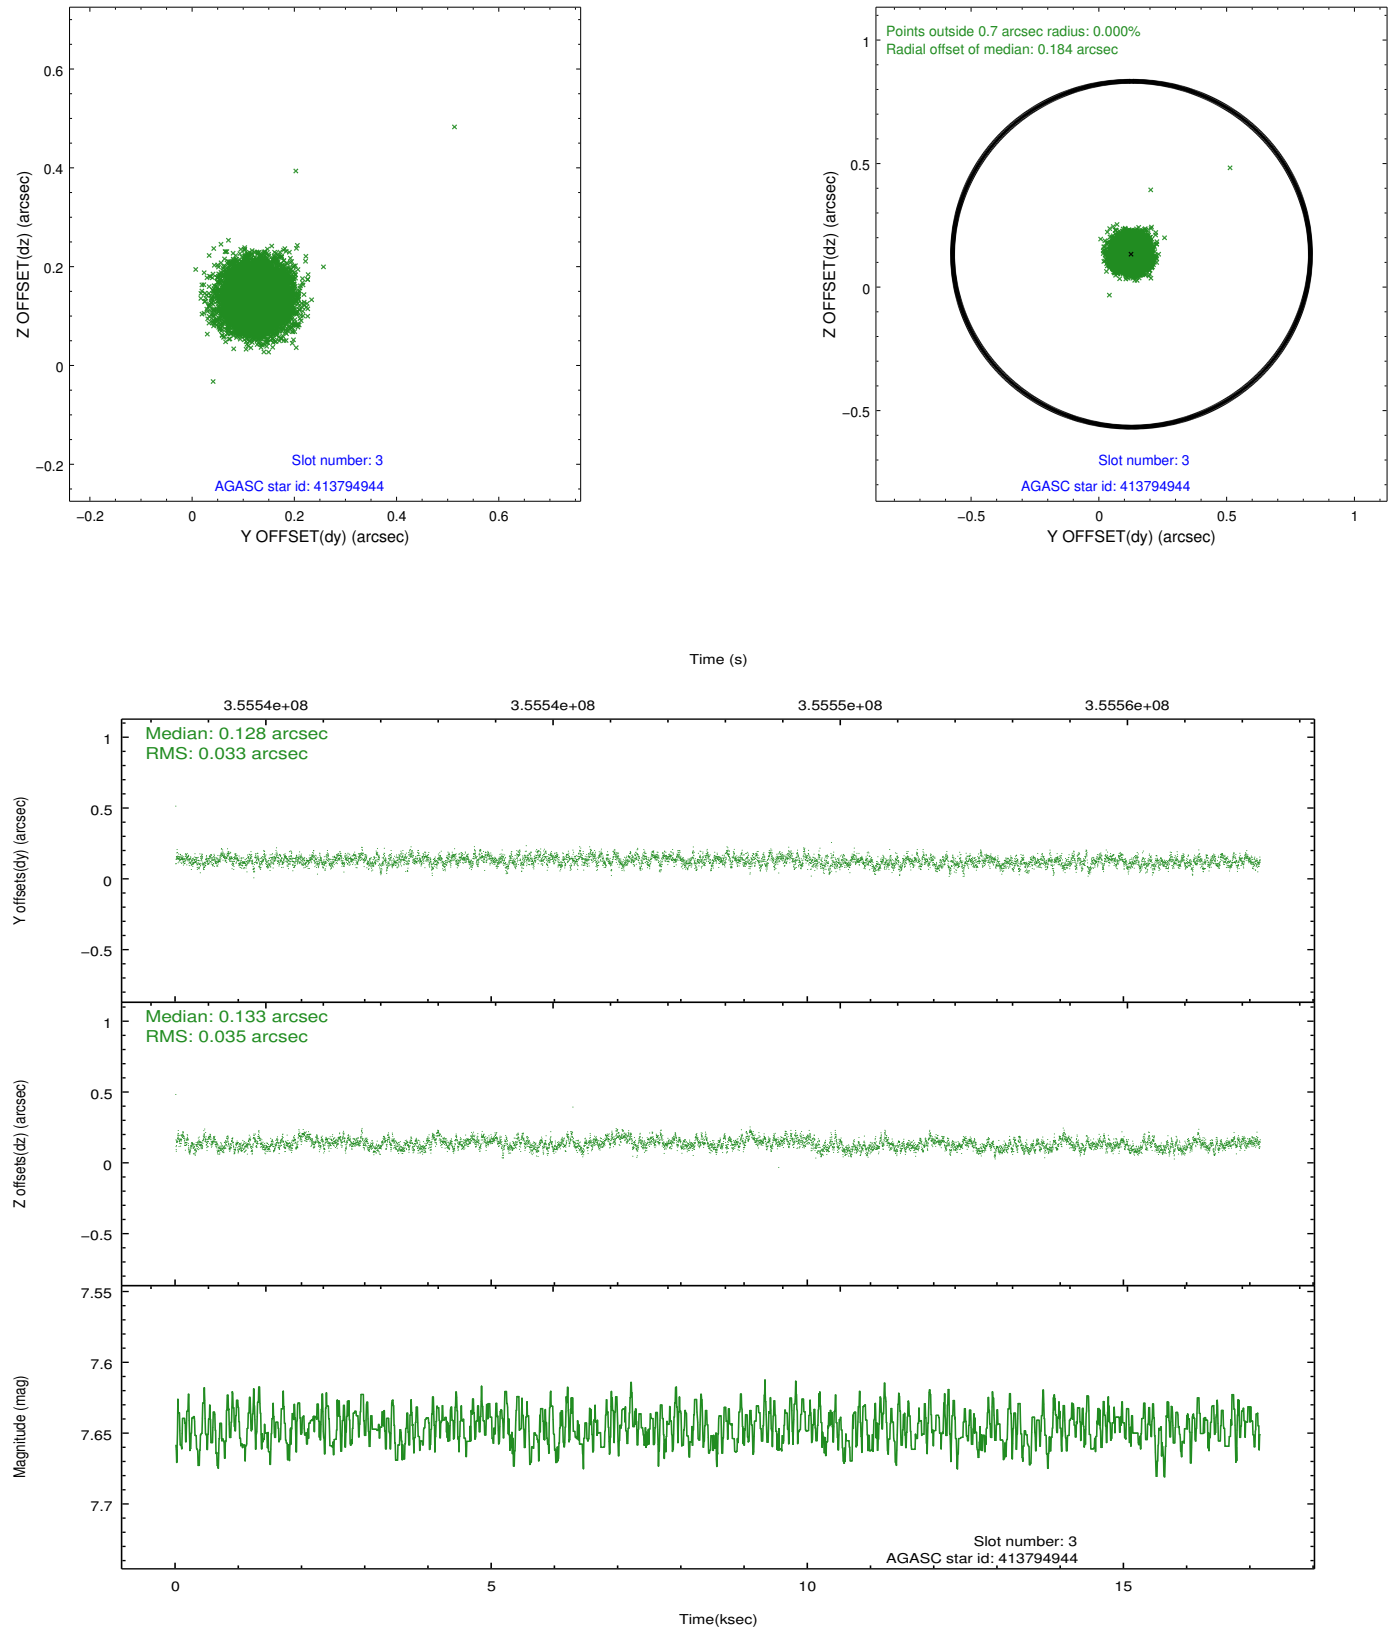 0.6
0.4
0.2
0
−0.2
Z OFFSET(dz) (arcsec)
Slot number: 3
AGASC star id: 413794944
−0.2 0 0.2 0.4 0.6
Y OFFSET(dy) (arcsec)
Points outside 0.7 arcsec radius: 0.000%
Radial offset of median: 0.184 arcsec
1
0.5
0
−0.5
Z OFFSET(dz) (arcsec)
Slot number: 3
AGASC star id: 413794944
−0.5 0 0.5 1
Y OFFSET(dy) (arcsec)
Time (s)
3.5554e+08 3.5554e+08 3.5555e+08 3.5556e+08
Median: 0.128 arcsec
RMS: 0.033 arcsec
1
0.5
0
−0.5
Y offsets(dy) (arcsec)
Median: 0.133 arcsec
RMS: 0.035 arcsec
1
0.5
0
−0.5
Z offsets(dz) (arcsec)
7.55
7.6
7.65
7.7
Magnitude (mag)
Slot number: 3
AGASC star id: 413794944
0 5 10 15
Time(ksec)